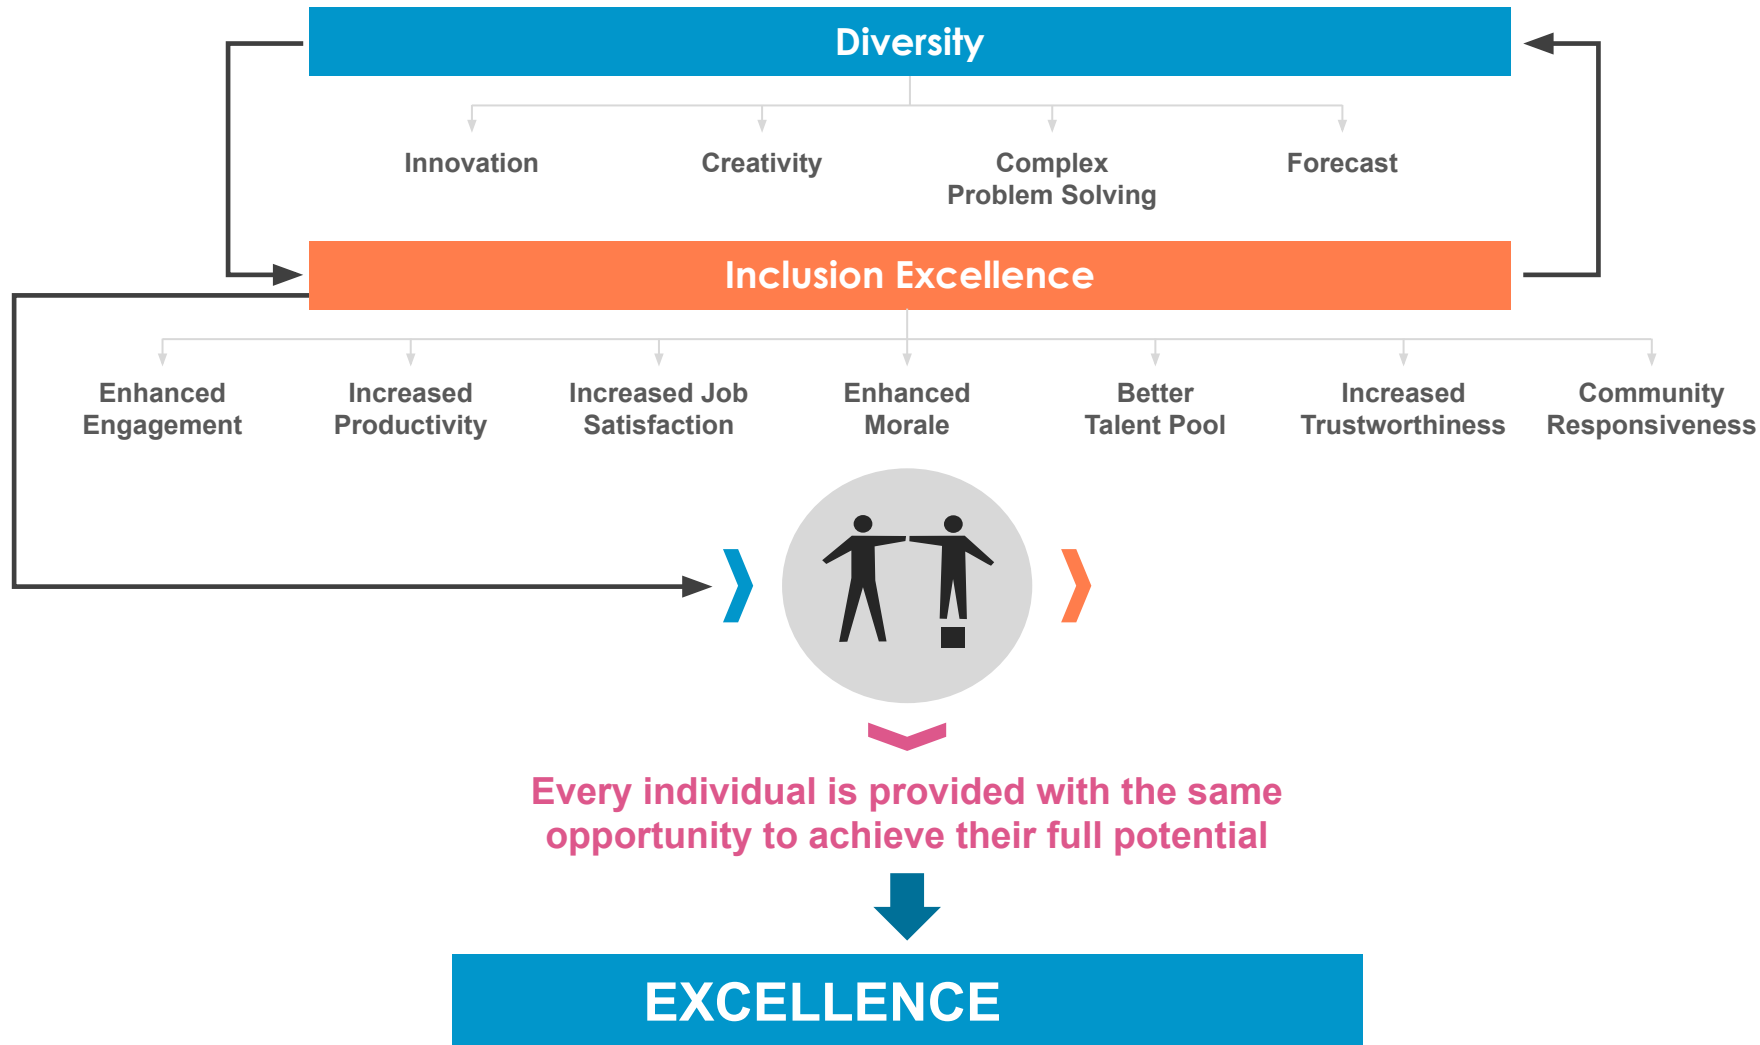 Diversity
Innovation
Creativity
Complex
Problem Solving
Forecast
Inclusion Excellence
Enhanced
Engagement
Increased
Productivity
Increased Job
Satisfaction
Enhanced
Morale
Better
Talent Pool
Increased
Trustworthiness
Community
Responsiveness
Every individual is provided with the same
opportunity to achieve their full potential
EXCELLENCE